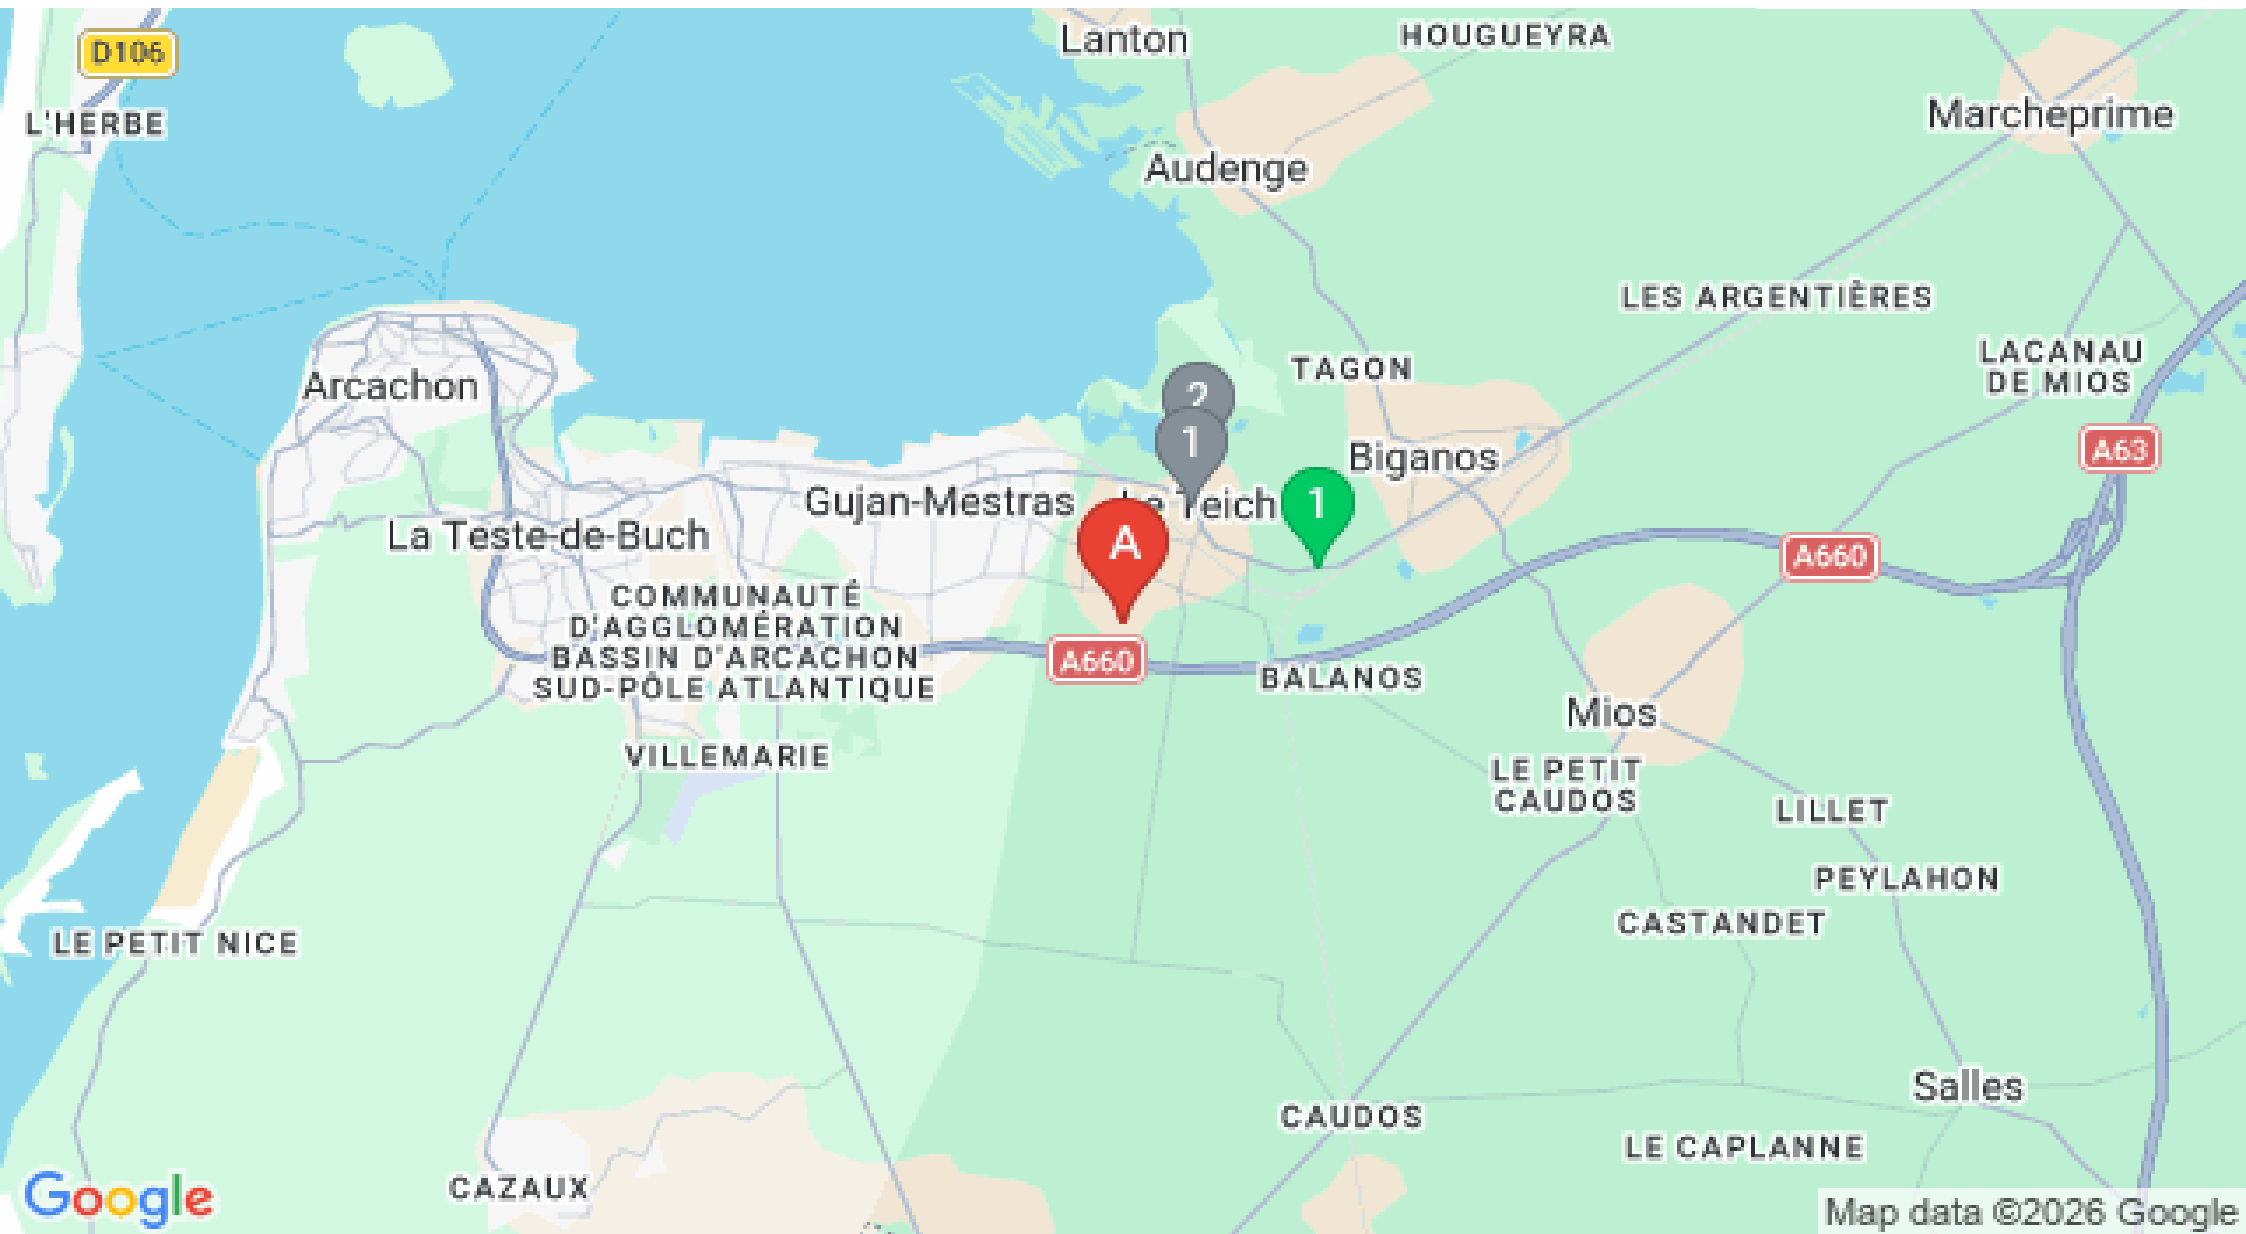 Lanton
HOUGUEYRA
D106
L'HERBE
Marcheprime
Audenge
LES ARGENTIÈRES
LACANAU
DE MIOS
TAGON
Arcachon
2
1
Biganos
A63
Gujan-Mestras
Le Teich
1
La Teste-de-Buch
A
A660
COMMUNAUTÉ
D'AGGLOMÉRATION
BASSIN D'ARCACHON
SUD-PÔLE ATLANTIQUE
A660
BALANOS
Mios
VILLEMARIE
LE PETIT
CAUDOS
LILLET
PEYLAHON
CASTANDET
LE PETIT NICE
Salles
CAUDOS
LE CAPLANNE
CAZAUX
Google
Map data ©2026 Google